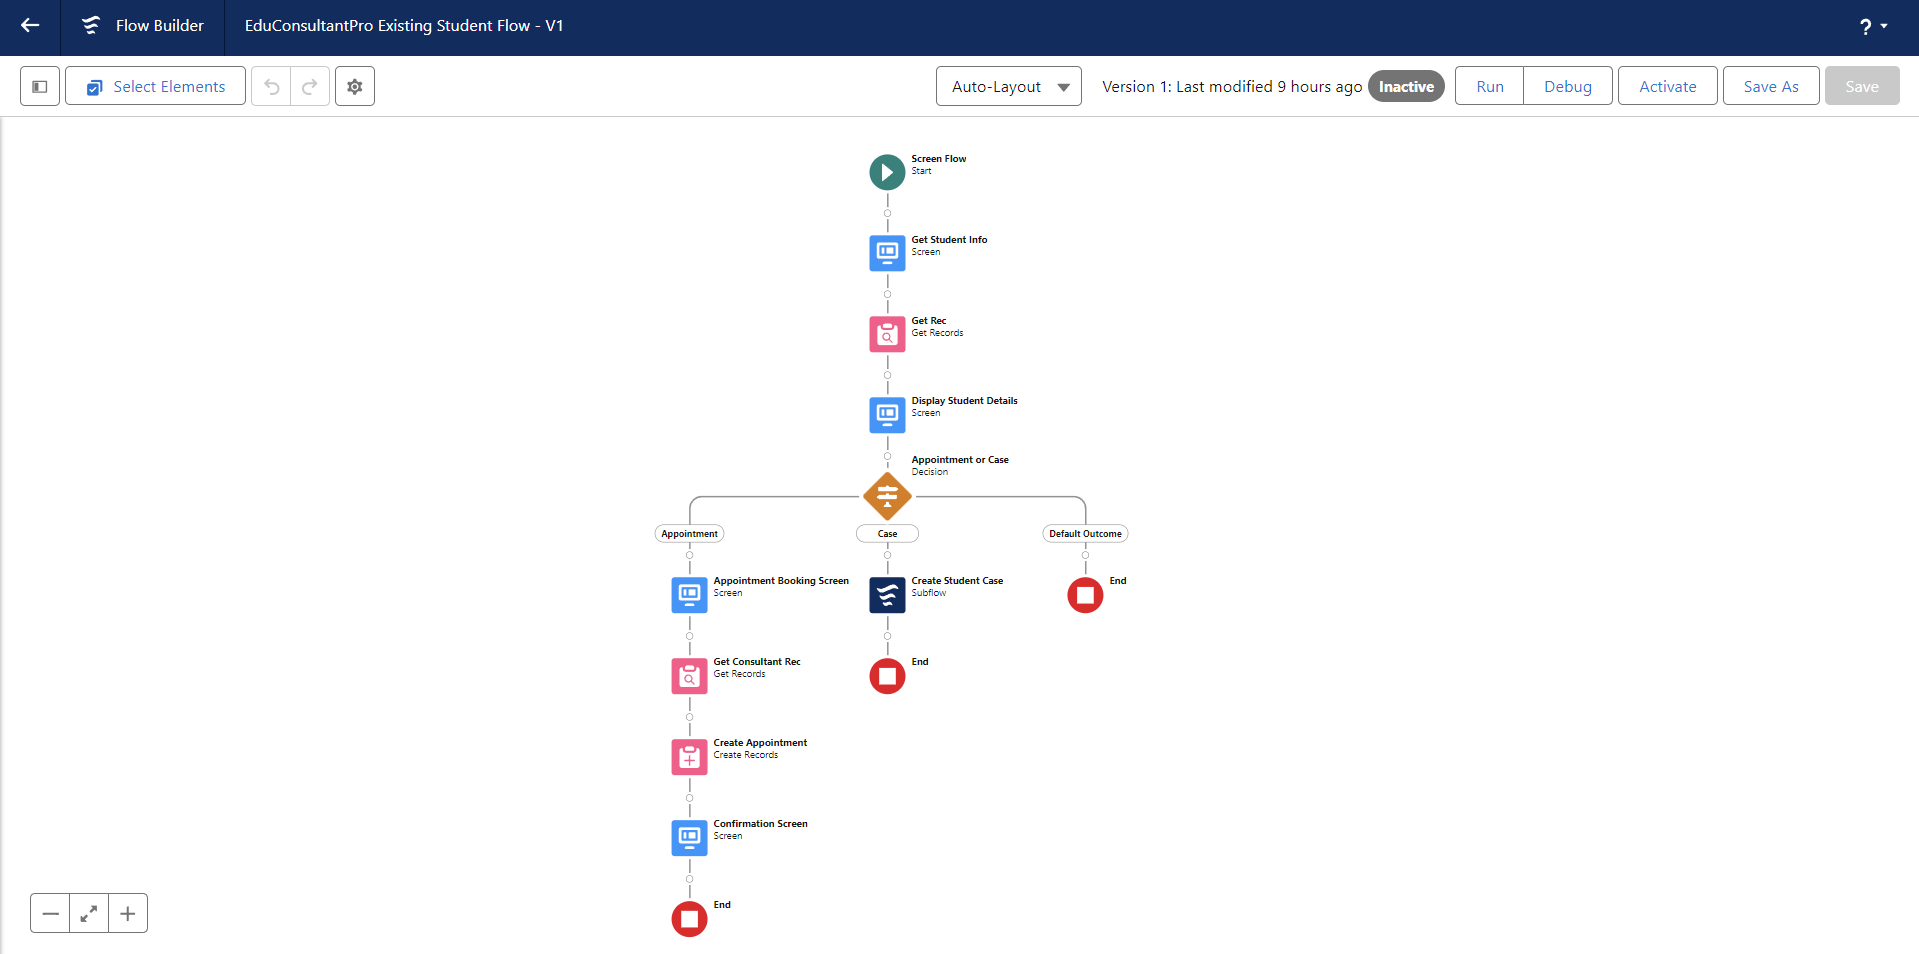 Flow Builder
EduConsultantPro Existing Student Flow - V1
?
Select Elements
Auto-Layout
Version 1: Last modified 9 hours ago
Inactive
Run
Debug
Activate
Save As
Save
Screen Flow
Start
Get Student Info
Screen
Get Rec
Get Records
Display Student Details
Screen
Appointment or Case
Decision
Appointment
Case
Default Outcome
Appointment Booking Screen
Screen
Create Student Case
Subflow
End
Get Consultant Rec
Get Records
End
Create Appointment
Create Records
Confirmation Screen
Screen
End